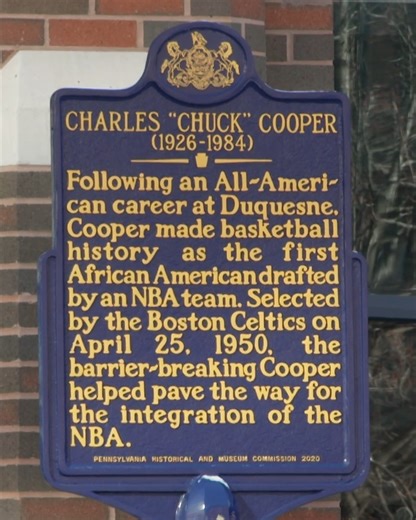 CHARLES "CHUCK" COOPER
(1926-1984)
Following an All-Ameri-
can career at Duquesne,
Cooper made basketball
history as the first
African American drafted
by an NBA team. Selected
by the Boston Celtics on
April 25, 1950, the
barrier-breaking Cooper
helped pave the way for
the integration of the
NBA.
PENNSYLVANIA HISTORICAL AND MUSEUM COMMISSION 2020